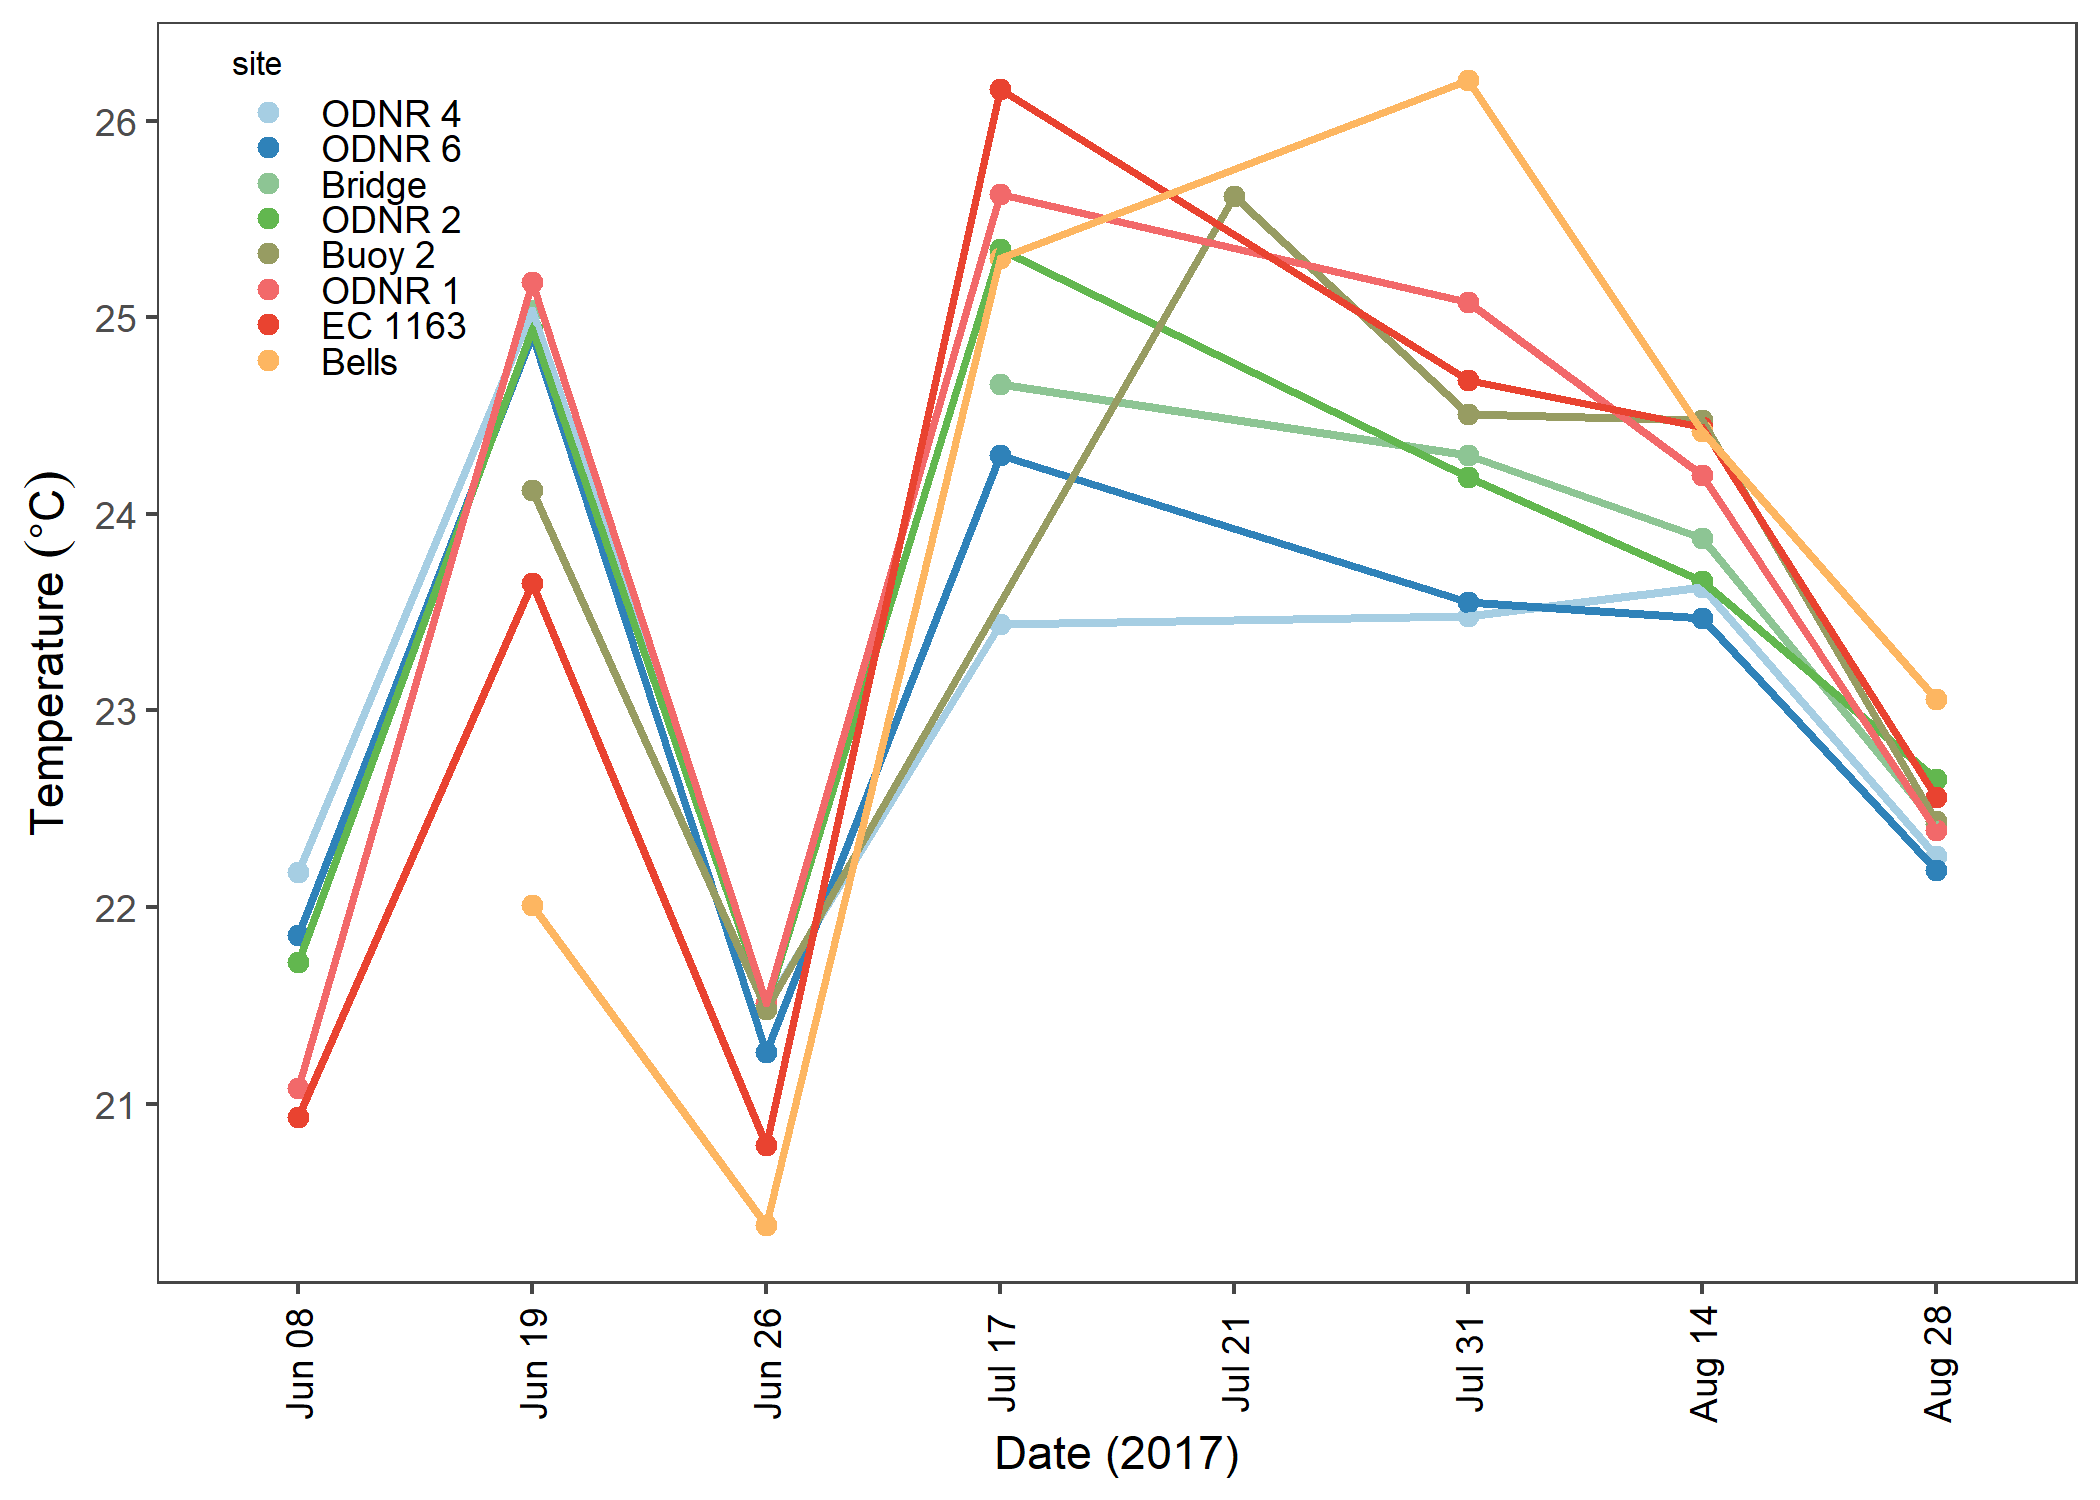 site
ODNR 4
ODNR 6
Bridge
ODNR 2
Buoy 2
ODNR 1
EC 1163
Bells
26
25
24
23
22
21
Temperature (°C)
Jun 08
Jun 19
Jun 26
Jul 17
Jul 21
Jul 31
Aug 14
Aug 28
Date (2017)